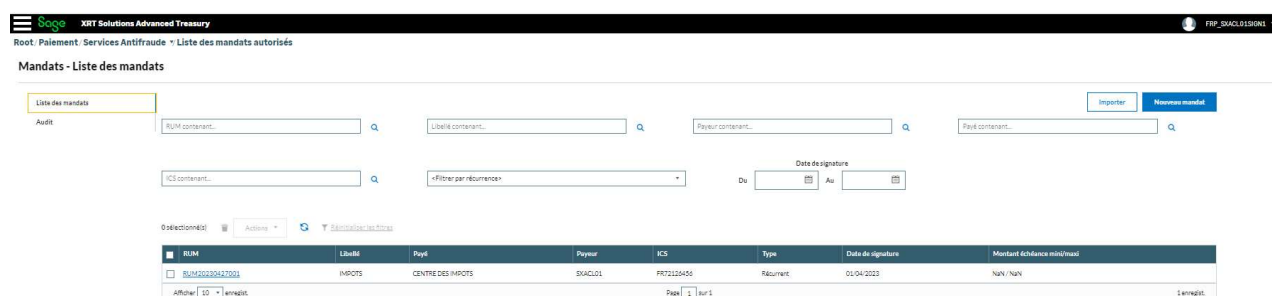 Sage XRT Solutions Advanced Treasury FRP_SXACL01SIGN1
Root / Paiement / Services Antifraude / Liste des mandats autorisés
Mandats - Liste des mandats
Liste des mandats
Audit
Importer Nouveau mandat
RUM contenant... Libellé contenant... Payeur contenant... Payé contenant...
Date de signature
ICS contenant... <Filtrer par récurrence> Du Au
0 sélectionné(s) Actions Réinitialiser les filtres
RUM Libellé Payé Payeur ICS Type Date de signature Montant échéance mini/maxi
RUM20230427001 IMPOTS CENTRE DES IMPOTS SXACL01 FR72126456 Récurrent 01/04/2023 NaN / NaN
Afficher 10 enregist. Page 1 sur 1 1 enregist.